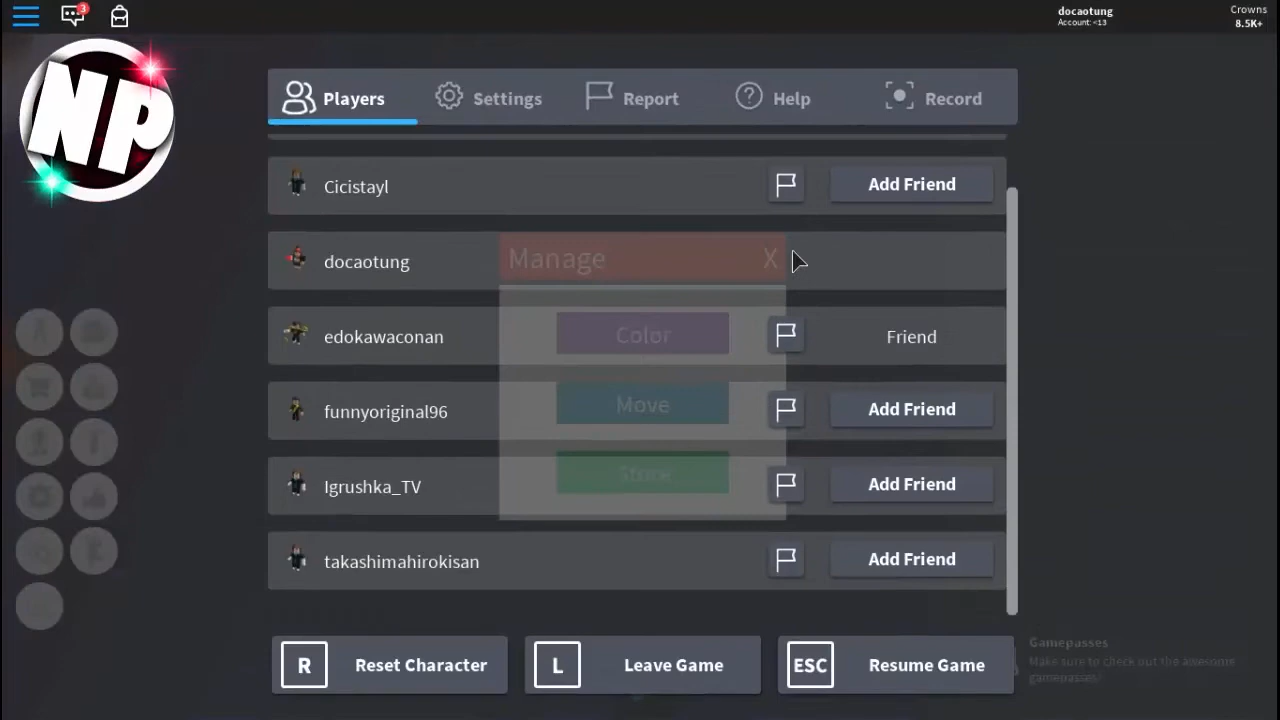 3
docaotung
Account: <13
Crowns
8.5K+
NP
Players
Settings
Report
Help
Record
Cicistayl
Add Friend
docaotung
Manage
X
edokawaconan
Color
Friend
funnyoriginal96
Move
Add Friend
Igrushka_TV
Store
Add Friend
takashimahirokisan
Add Friend
R
Reset Character
L
Leave Game
ESC
Resume Game
Gamepasses
Make sure to check out the awesome
gamepasses!